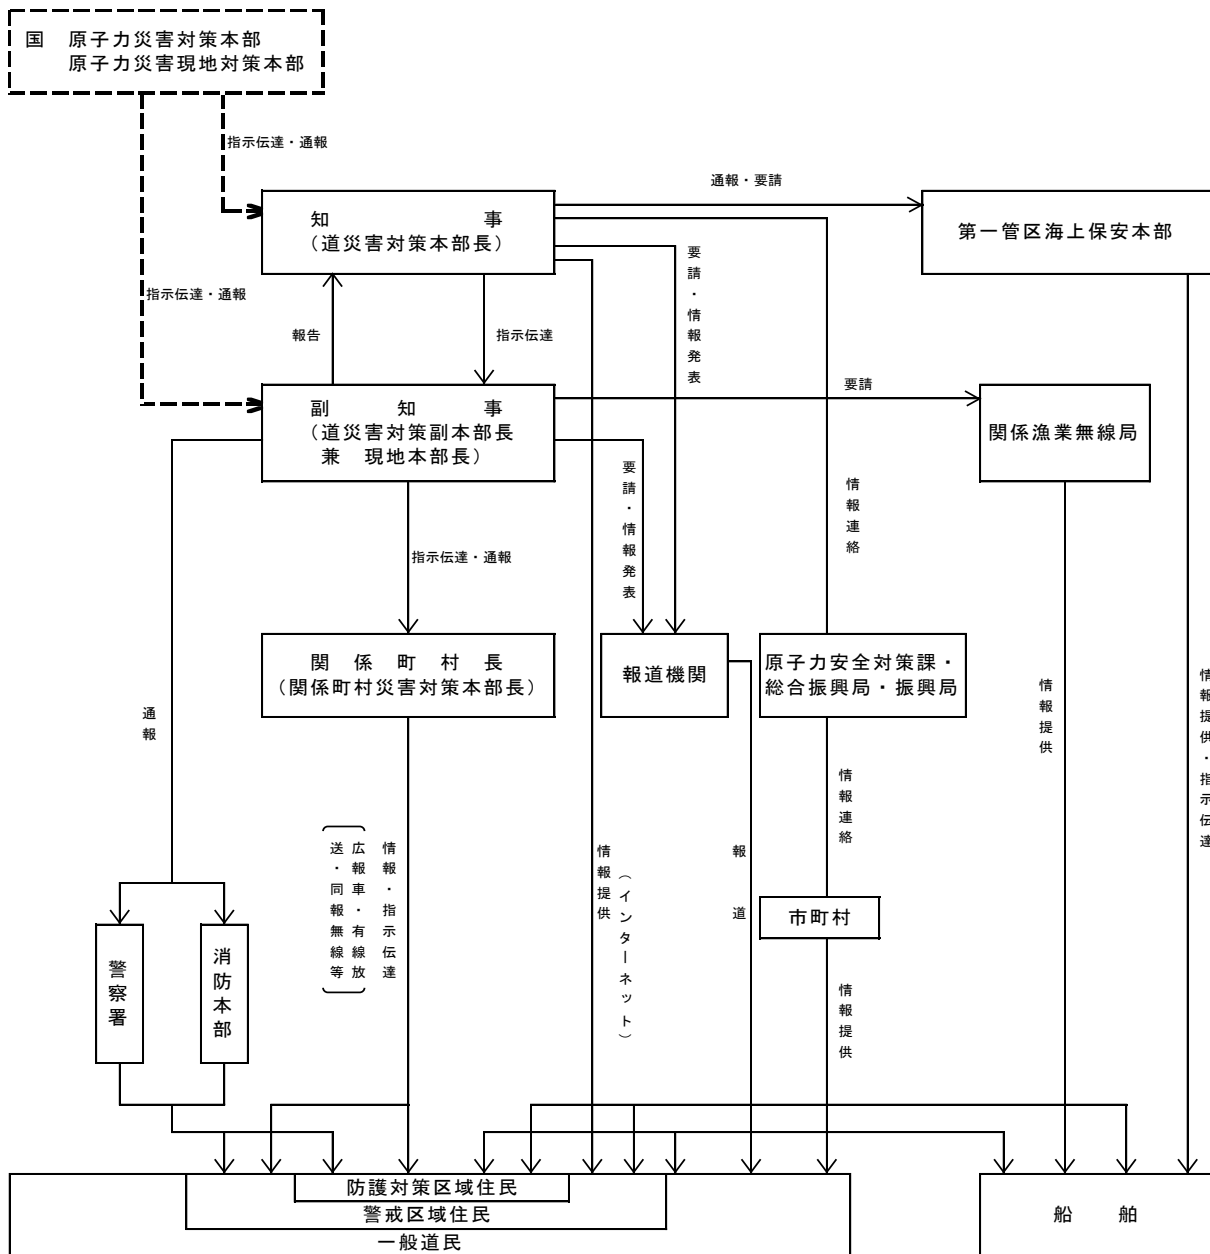 国　原子力災害対策本部
原子力災害現地対策本部
指示伝達・通報
通報・要請
知　事
（道災害対策本部長）
第一管区海上保安本部
要請・情報発表
指示伝達・通報
報告
指示伝達
要請
副　知　事
（道災害対策副本部長
兼　現地本部長）
関係漁業無線局
要請・情報発表
情報連絡
指示伝達・通報
関　係　町　村　長
（関係町村災害対策本部長）
報道機関
原子力安全対策課・
総合振興局・振興局
通報
情報提供
情報提供・指示伝達
情報連絡
情報・指示伝達
広報車・有線放
送・同報無線等
情報提供
（インターネット）
報　道
市町村
警察署
消防本部
情報提供
防護対策区域住民
警戒区域住民
一般道民
船　舶